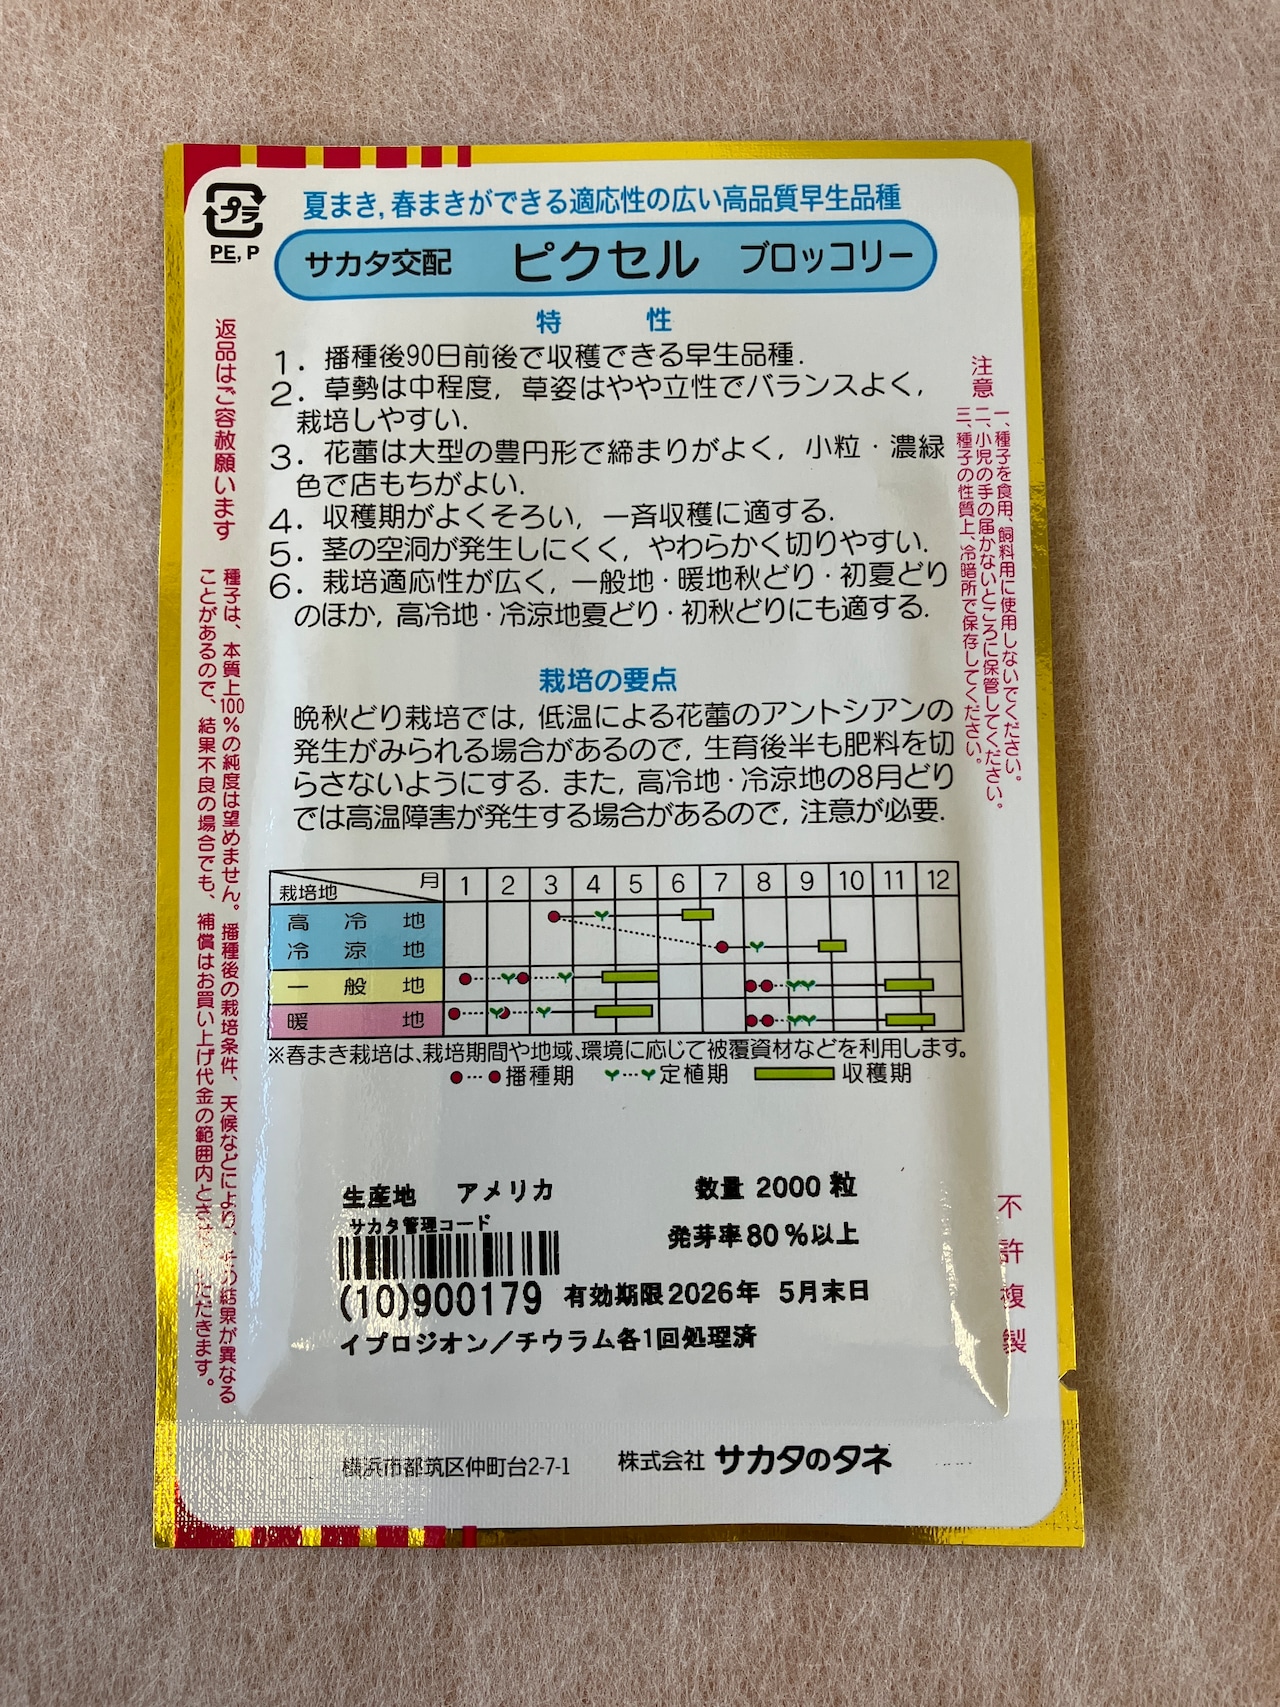 プラ
PE, P
夏まき,春まきができる適応性の広い高品質早生品種
サカタ交配 ピクセル ブロッコリー
特 性
1. 播種後90日前後で収穫できる早生品種.
2. 草勢は中程度, 草姿はやや立性でバランスよく,
栽培しやすい.
3. 花蕾は大型の豊円形で締まりがよく, 小粒・濃緑
色で店もちがよい.
4. 収穫期がよくそろい, 一斉収穫に適する.
5. 茎の空洞が発生しにくく, やわらかく切りやすい.
6. 栽培適応性が広く, 一般地・暖地秋どり・初夏どり
のほか, 高冷地・冷涼地夏どり・初秋どりにも適する.
栽培の要点
晩秋どり栽培では, 低温による花蕾のアントシアンの
発生がみられる場合があるので, 生育後半も肥料を切
らさないようにする. また, 高冷地・冷涼地の8月どり
では高温障害が発生する場合があるので, 注意が必要.
栽培地 月 1 2 3 4 5 6 7 8 9 10 11 12
高冷地
冷涼地
一般地
暖地
※春まき栽培は、栽培期間や地域、環境に応じて被覆資材などを利用します。
播種期 定植期 収穫期
生産地 アメリカ 数量 2000 粒
サカタ管理コード
発芽率80%以上
(10)900179 有効期限2026年 5月末日
イプロジオン/チウラム各1回処理済
横浜市都筑区仲町台2-7-1 株式会社 サカタのタネ
注意
一、種子を食用、飼料用に使用しないでください。
二、小児の手の届かないところに保管してください。
三、種子の性質上、冷暗所で保存してください。
不許複製
返品はご容赦願います
種子は、本質上100%の純度は望めません。播種後の栽培条件、天候などにより、その結果が異なる
ことがあるので、結果不良の場合でも、補償はお買い上げ代金の範囲内とさせていただきます。